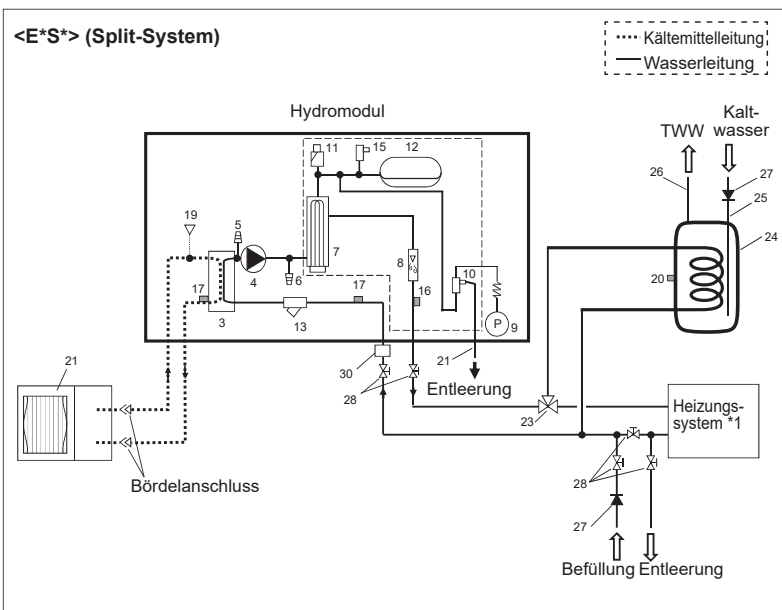 <E*S*> (Split-System)
Kältemittelleitung
Wasserleitung
Hydromodul
TWW
Kalt-
wasser
11
15
12
26
27
25
24
19
5
7
8
20
4
6
17
3
13
17
16
10
P
9
30
21
28
Entleerung
23
21
Bördelanschluss
Heizungs-
system *1
28
27
Befüllung Entleerung